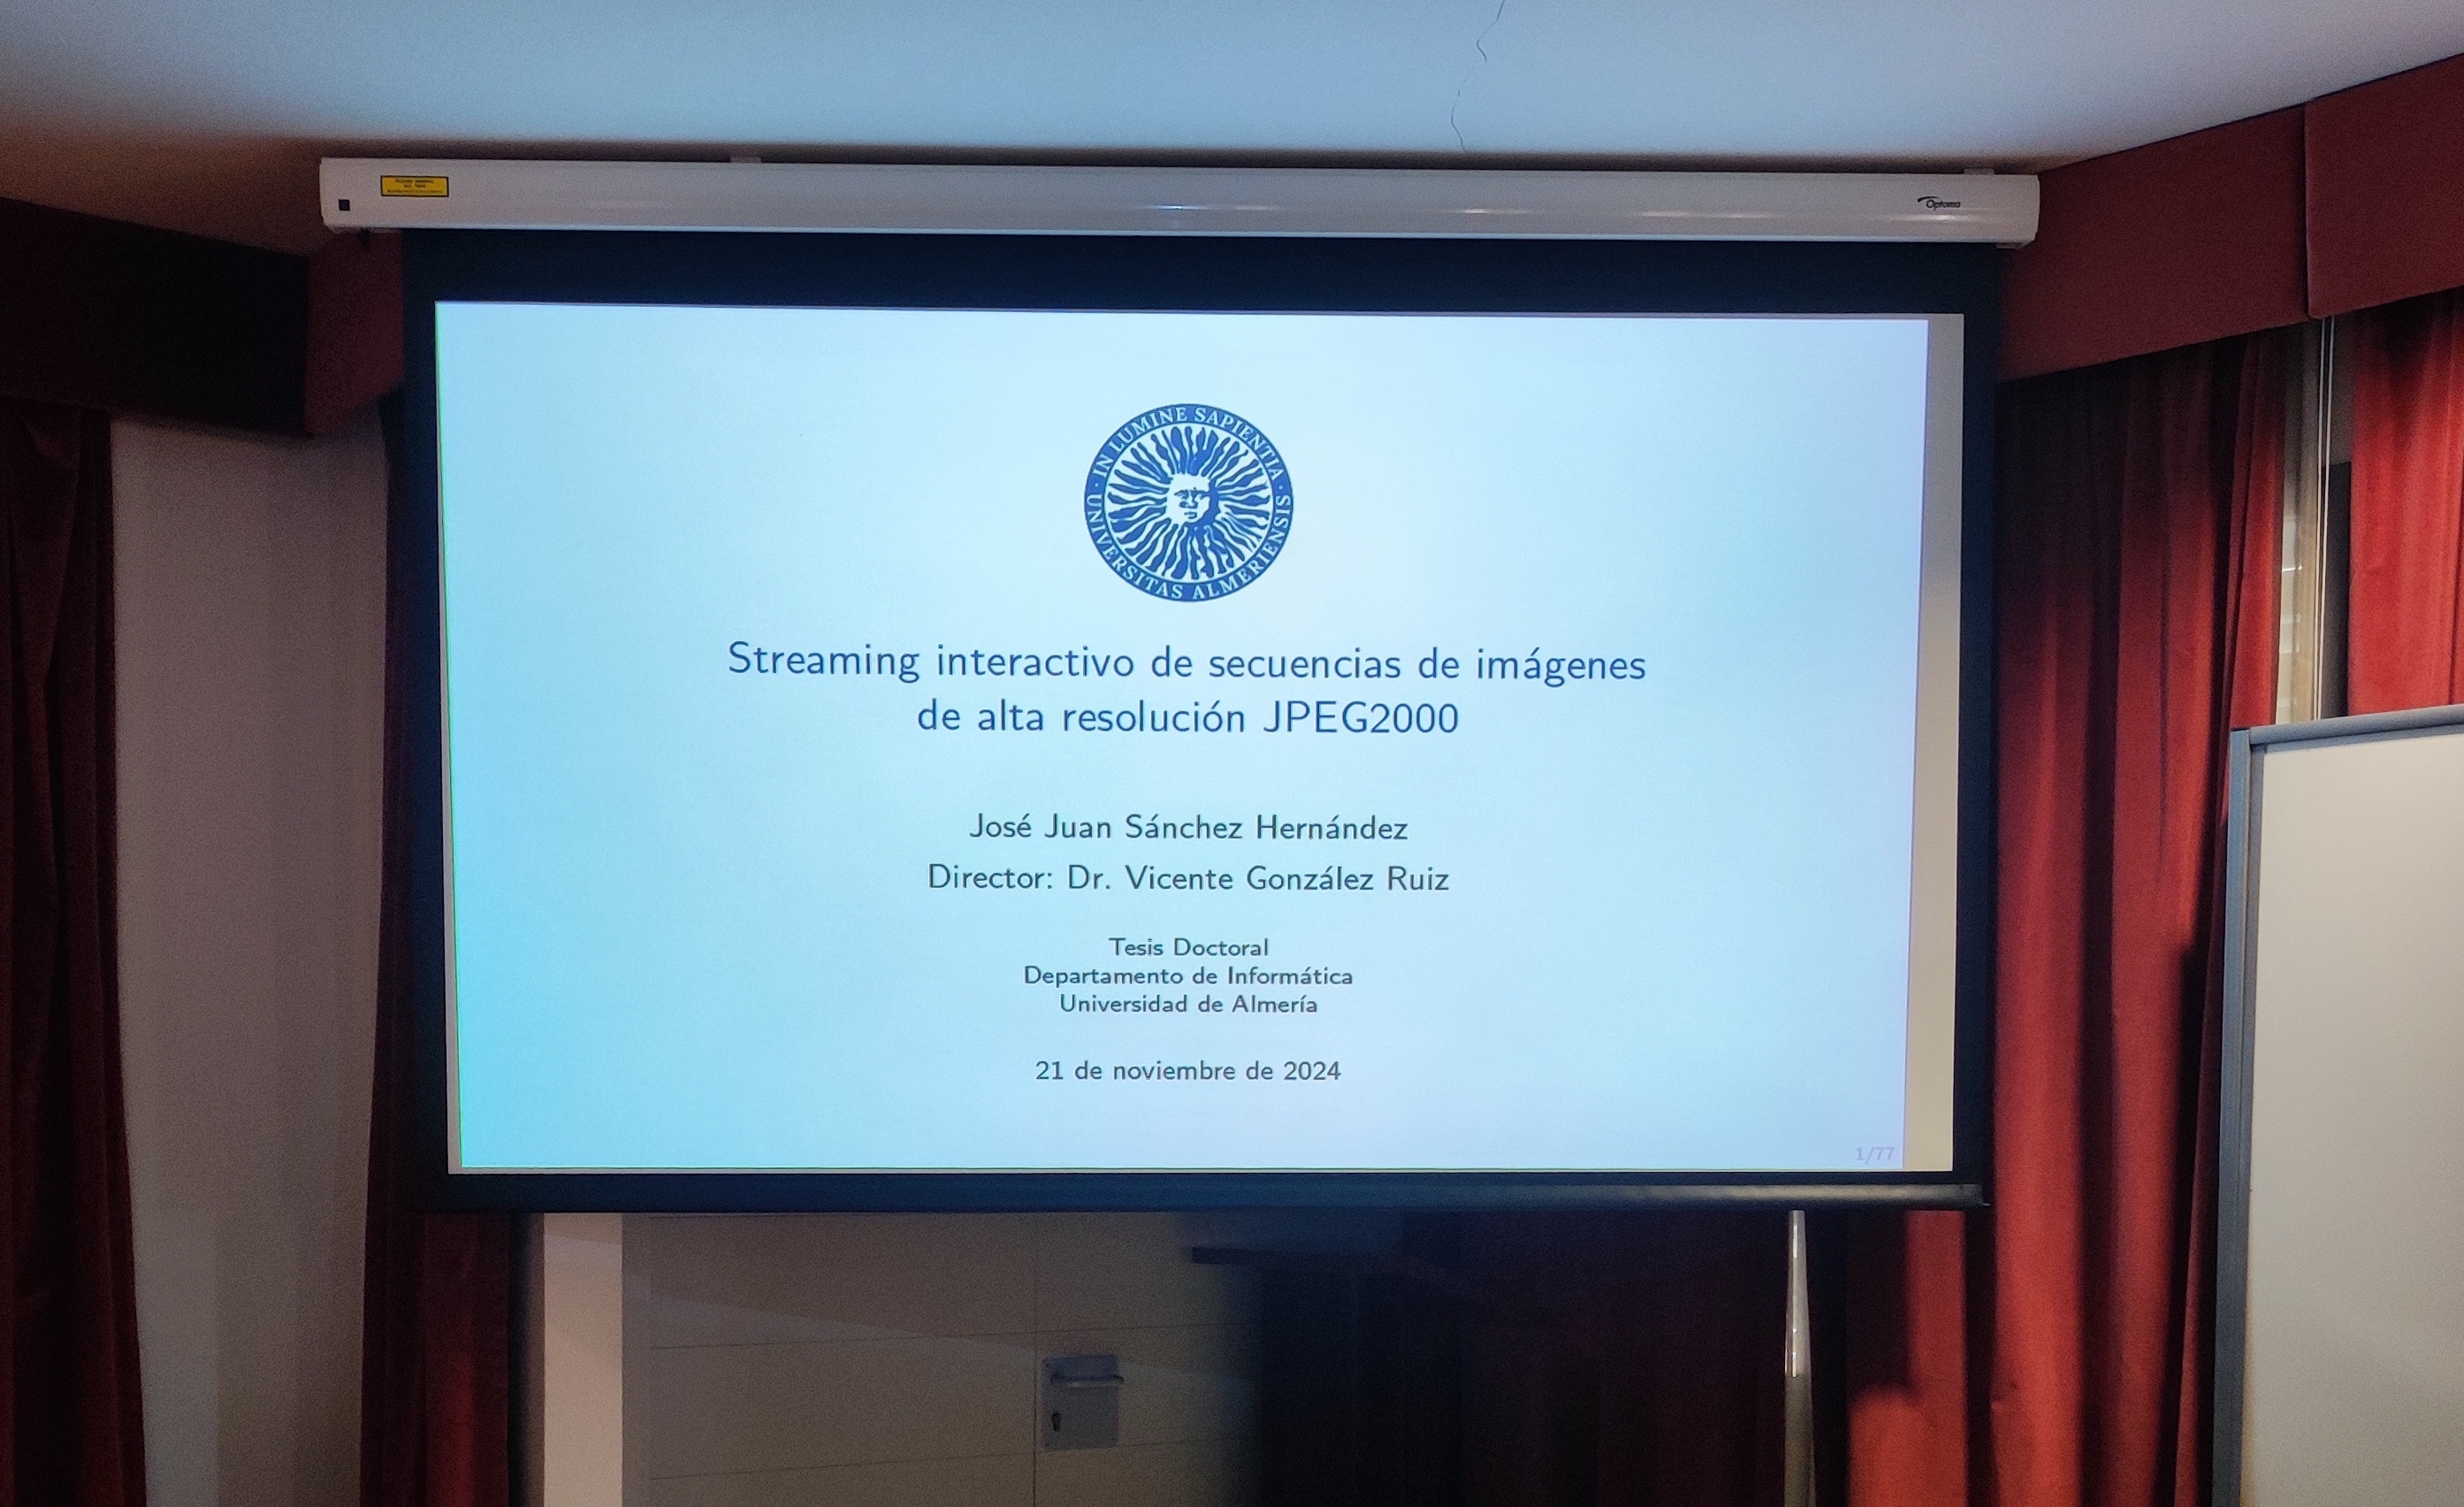 Optoma
· IN LUMINE SAPIENTIA ·
UNIVERSITAS ALMERIENSIS
Streaming interactivo de secuencias de imágenes
de alta resolución JPEG2000
José Juan Sánchez Hernández
Director: Dr. Vicente González Ruiz
Tesis Doctoral
Departamento de Informática
Universidad de Almería
21 de noviembre de 2024
1/77